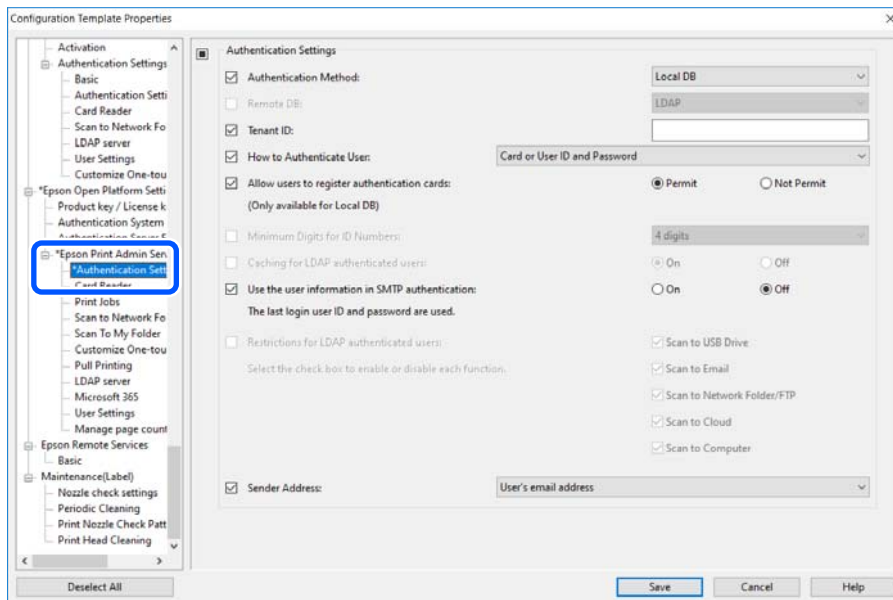 Configuration Template Properties
Activation
Authentication Settings
Basic
Authentication Setti
Card Reader
Scan to Network Fo
LDAP server
User Settings
Customize One-tou
*Epson Open Platform Setti
Product key / License k
Authentication System
*Epson Print Admin Ser
*Authentication Sett
Card Reader
Print Jobs
Scan to Network Fo
Scan To My Folder
Customize One-tou
Pull Printing
LDAP server
Microsoft 365
User Settings
Manage page count
Epson Remote Services
Basic
Maintenance(Label)
Nozzle check settings
Periodic Cleaning
Print Nozzle Check Patt
Print Head Cleaning
Authentication Settings
Authentication Method: Local DB
Remote DB: LDAP
Tenant ID:
How to Authenticate User: Card or User ID and Password
Allow users to register authentication cards: Permit Not Permit
(Only available for Local DB)
Minimum Digits for ID Numbers: 4 digits
Caching for LDAP authenticated users: On Off
Use the user information in SMTP authentication: On Off
The last login user ID and password are used.
Restrictions for LDAP authenticated users: Scan to USB Drive
Select the check box to enable or disable each function. Scan to Email
Scan to Network Folder/FTP
Scan to Cloud
Scan to Computer
Sender Address: User's email address
Deselect All Save Cancel Help